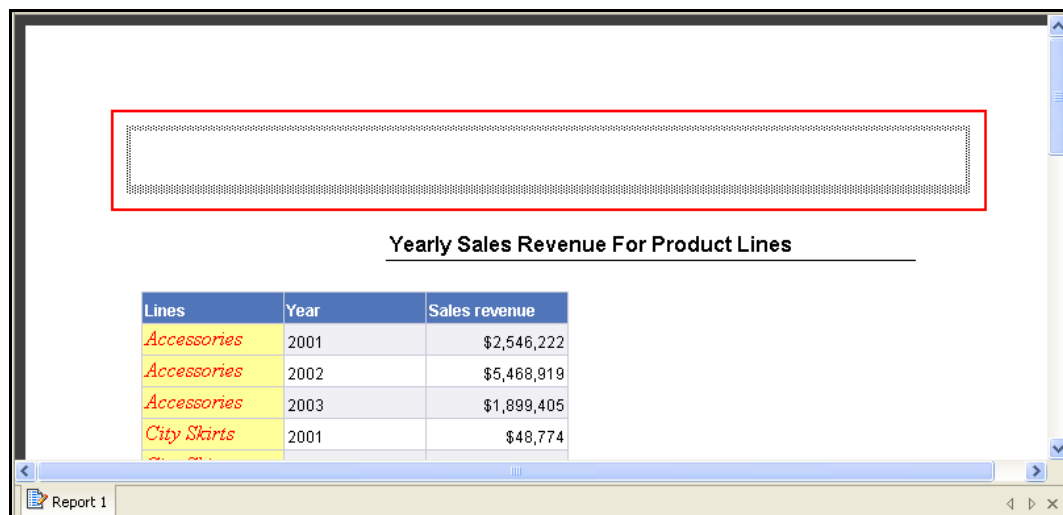 Yearly Sales Revenue For Product Lines
Lines Year Sales revenue
Accessories 2001 $2,546,222
Accessories 2002 $5,468,919
Accessories 2003 $1,899,405
City Skirts 2001 $48,774
Report 1